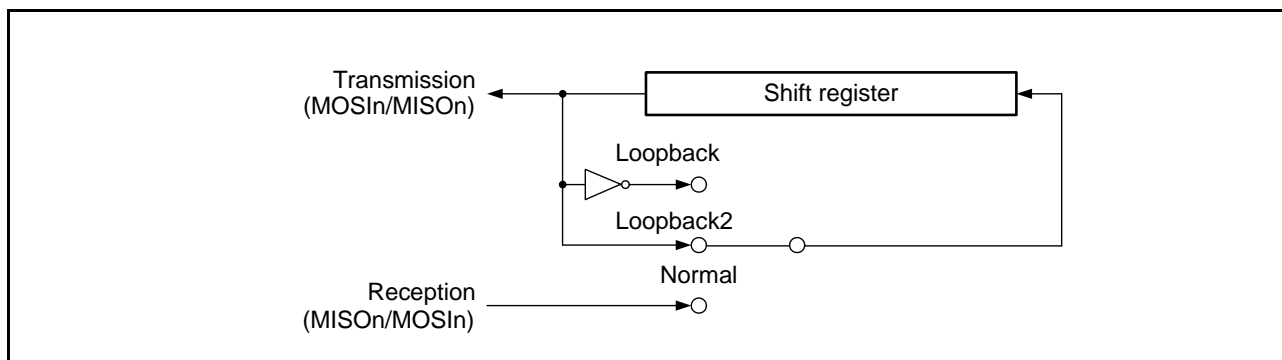 Transmission
(MOSIn/MISOn)
Shift register
Loopback
Loopback2
Normal
Reception
(MISOn/MOSIn)